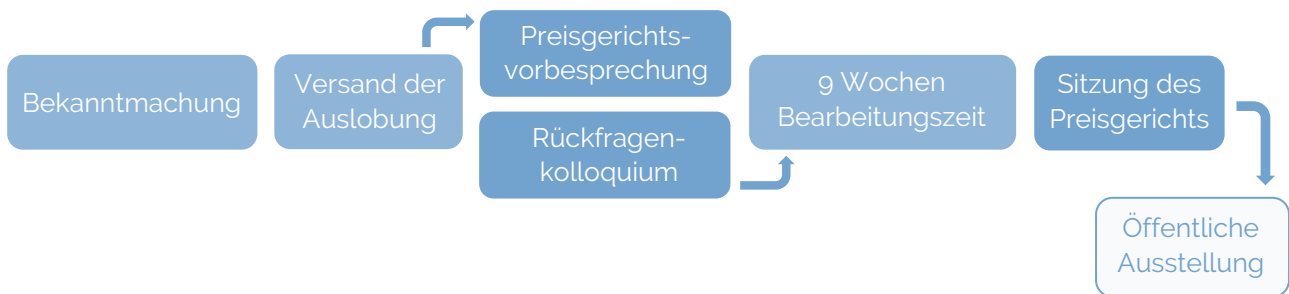 Bekanntmachung
Versand der
Auslobung
Preisgerichts-
vorbesprechung
Rückfragen-
kolloquium
9 Wochen
Bearbeitungszeit
Sitzung des
Preisgerichts
Öffentliche
Ausstellung